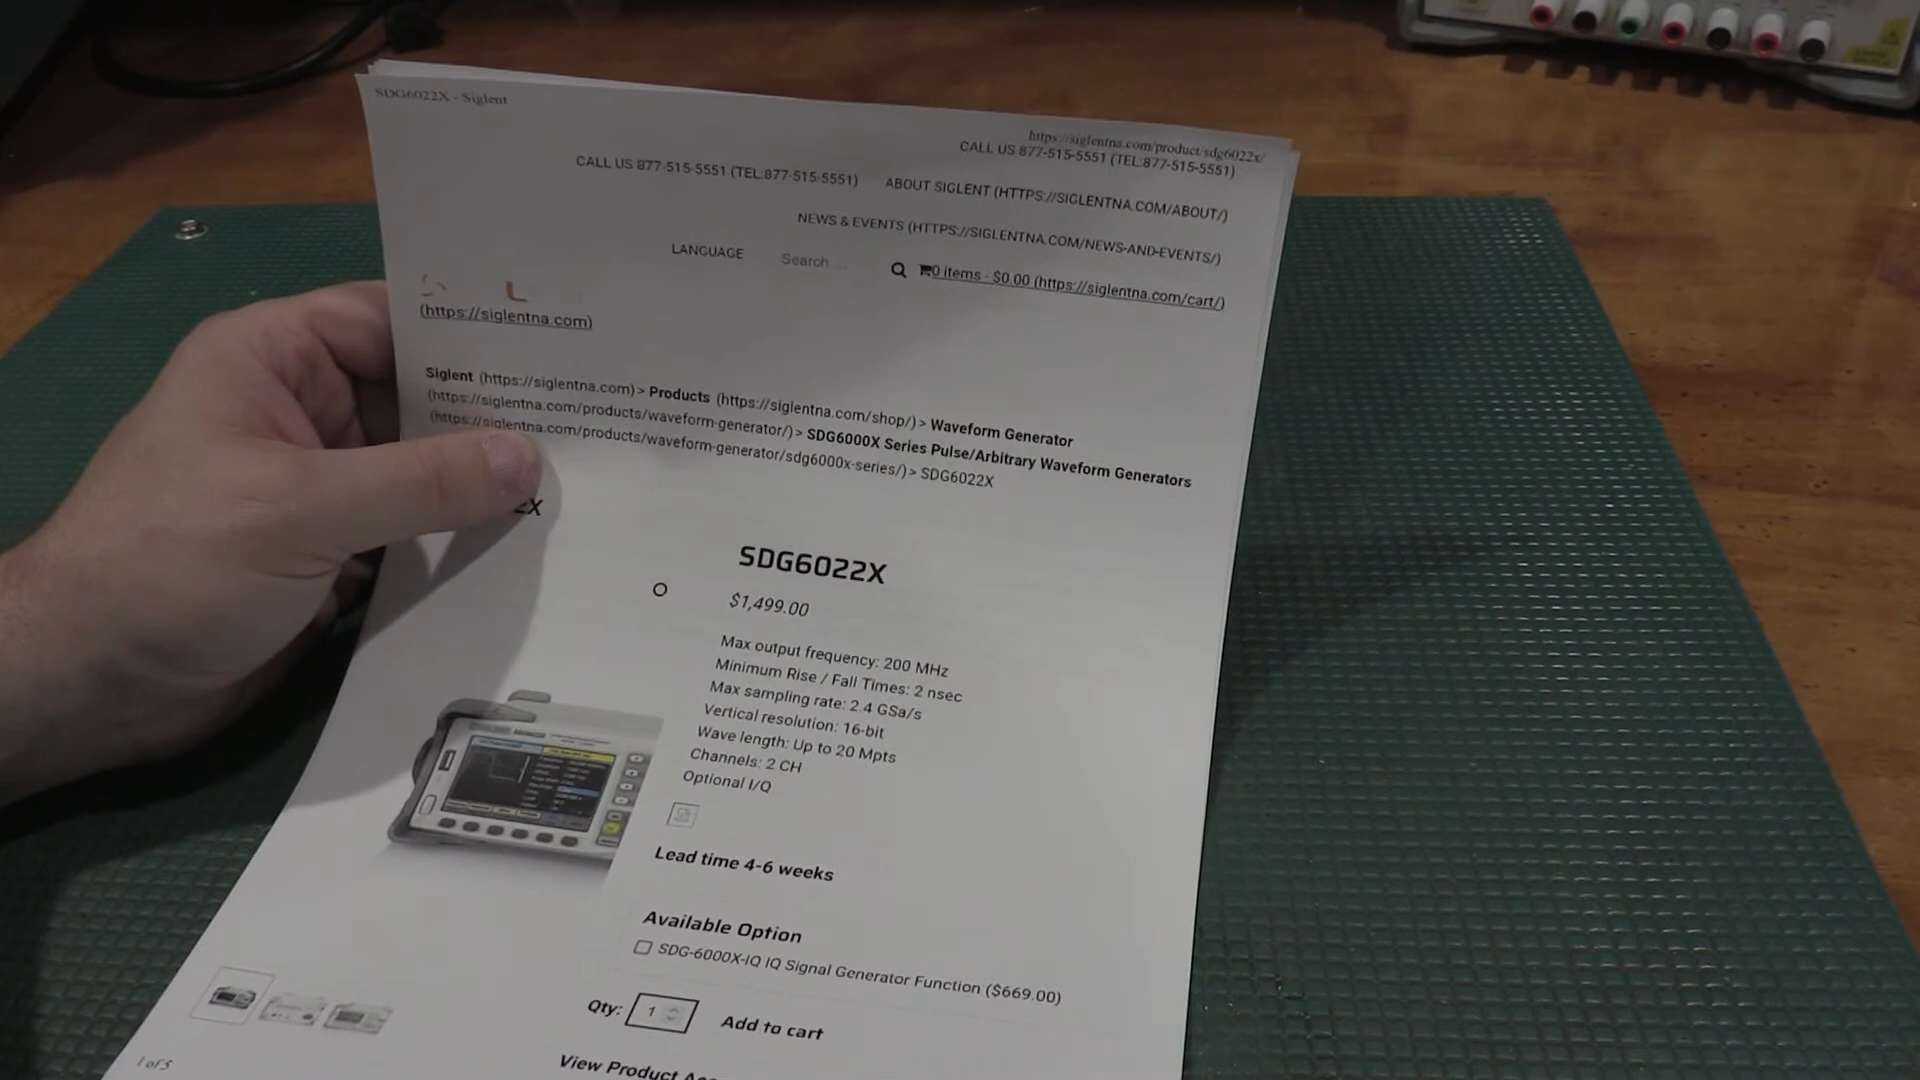 SDG6022X - Siglent
https://siglentna.com/product/sdg6022x/
CALL US 877-515-5551 (TEL:877-515-5551)
CALL US 877-515-5551 (TEL:877-515-5551)
ABOUT SIGLENT (HTTPS://SIGLENTNA.COM/ABOUT/)
NEWS & EVENTS (HTTPS://SIGLENTNA.COM/NEWS-AND-EVENTS/)
LANGUAGE
Search ...
0 items - $0.00 (https://siglentna.com/cart/)
L
(https://siglentna.com)
Siglent (https://siglentna.com) > Products (https://siglentna.com/shop/) > Waveform Generator
(https://siglentna.com/products/waveform-generator/) > SDG6000X Series Pulse/Arbitrary Waveform Generators
(https://siglentna.com/products/waveform-generator/sdg6000x-series/) > SDG6022X
2X
SDG6022X
$1,499.00
Max output frequency: 200 MHz
Minimum Rise / Fall Times: 2 nsec
Max sampling rate: 2.4 GSa/s
Vertical resolution: 16-bit
Wave length: Up to 20 Mpts
Channels: 2 CH
Optional I/Q
Lead time 4-6 weeks
Available Option
SDG-6000X-IQ IQ Signal Generator Function ($669.00)
Qty: 1 Add to cart
View Product
1 of 5